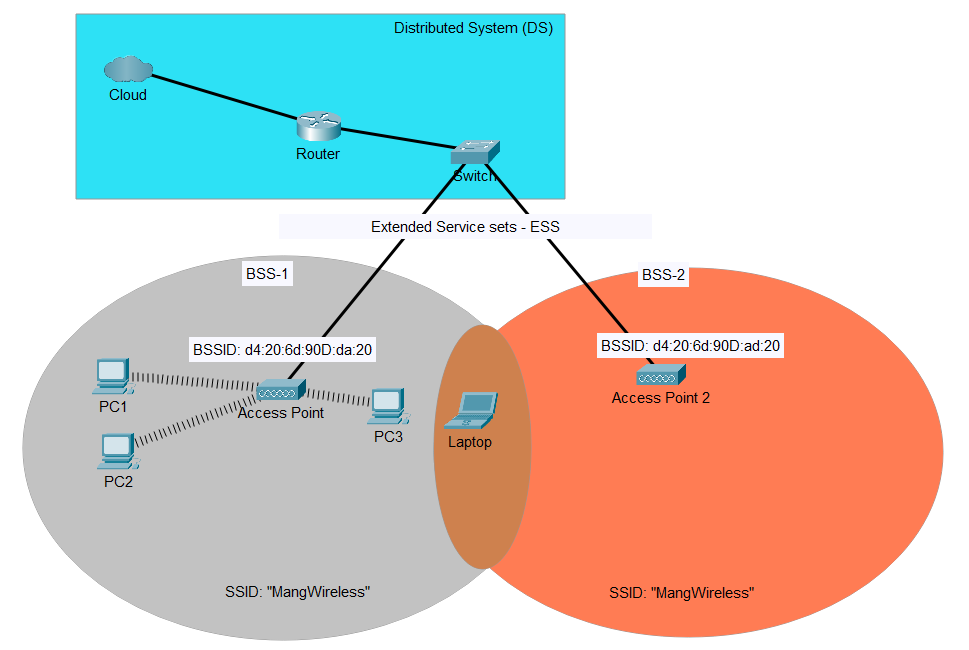 Distributed System (DS)
Cloud
Router
Switch
Extended Service sets - ESS
BSS-1
BSS-2
BSSID: d4:20:6d:90D:da:20
BSSID: d4:20:6d:90D:ad:20
PC1
Access Point
Access Point 2
PC3
Laptop
PC2
SSID: "MangWireless"
SSID: "MangWireless"